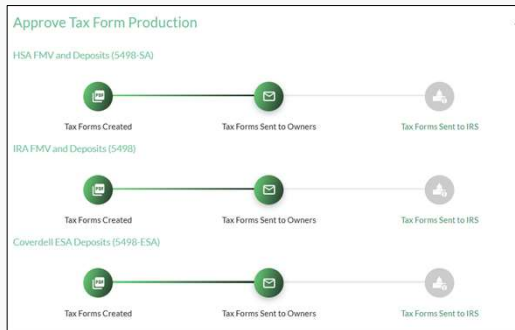 Approve Tax Form Production
HSA FMV and Deposits (5498-SA)
PDF
Tax Forms Created Tax Forms Sent to Owners Tax Forms Sent to IRS
IRA FMV and Deposits (5498)
PDF
Tax Forms Created Tax Forms Sent to Owners Tax Forms Sent to IRS
Coverdell ESA Deposits (5498-ESA)
PDF
Tax Forms Created Tax Forms Sent to Owners Tax Forms Sent to IRS